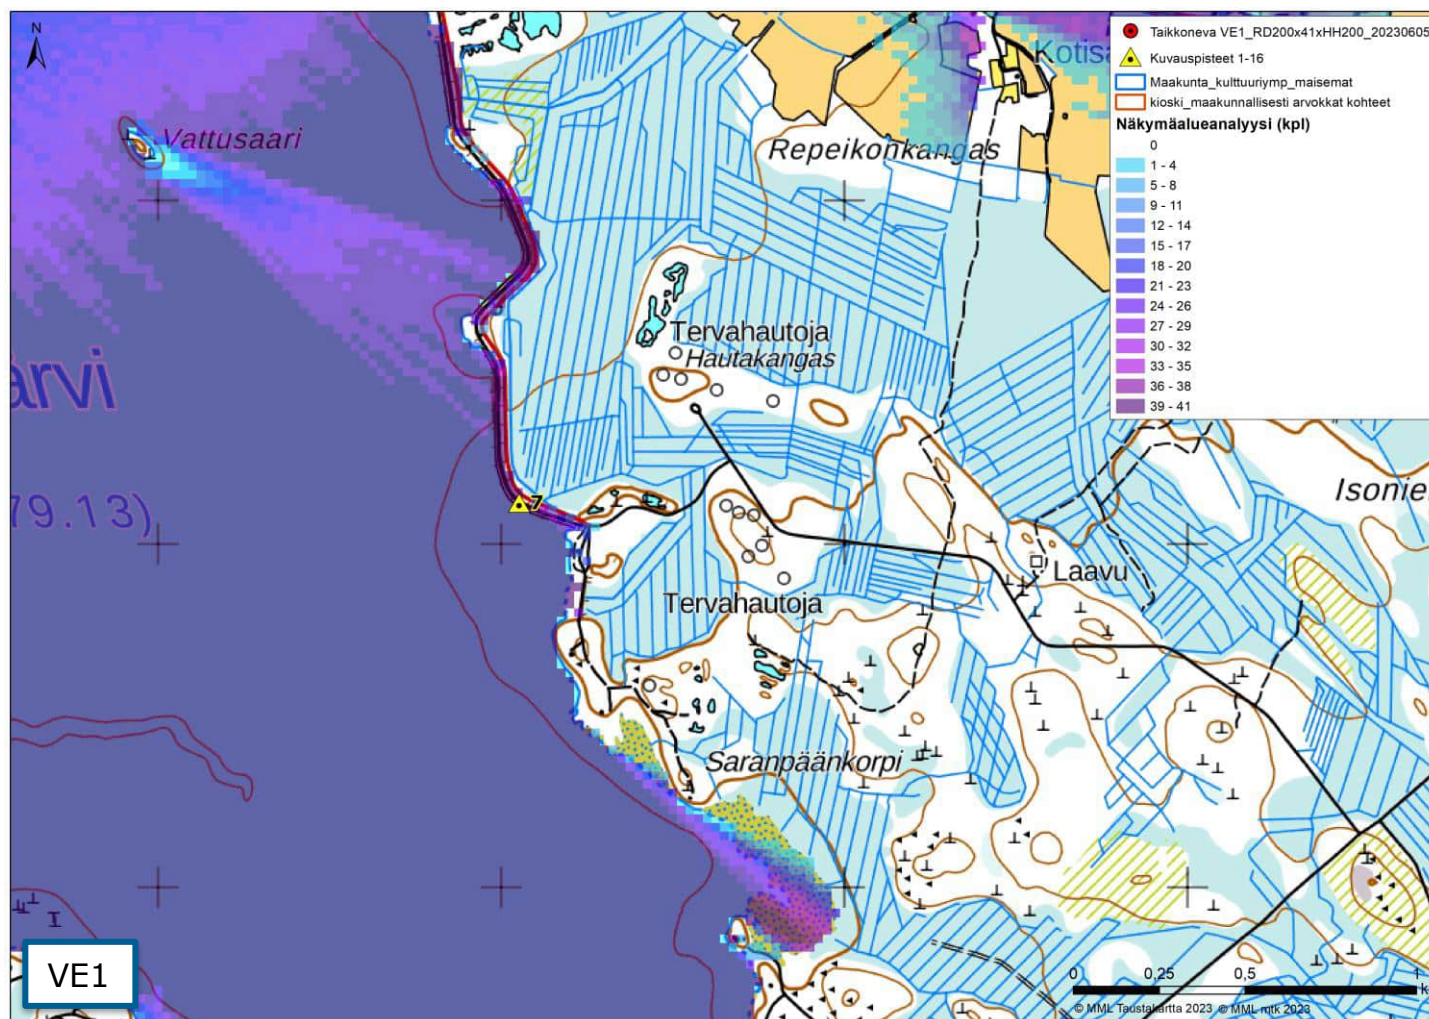 N
Taikkoneva VE1_RD200x41xHH200_20230605
Kuvauspisteet 1-16
Maakunta_kulttuuriymp_maisemat
kioski_maakunnallisesti arvokkat kohteet
Näkymäalueanalyysi (kpl)
0
1 - 4
5 - 8
9 - 11
12 - 14
15 - 17
18 - 20
21 - 23
24 - 26
27 - 29
30 - 32
33 - 35
36 - 38
39 - 41
Kotisa
Vattusaari
Repeikonkangas
Tervahautoja
Hautakangas
ärvi
79.13)
7
Isonie
Laavu
Tervahautoja
Saranpäänkorpi
VE1
0 0,25 0,5 1
k
© MML Taustakartta 2023 © MML mtk 2023